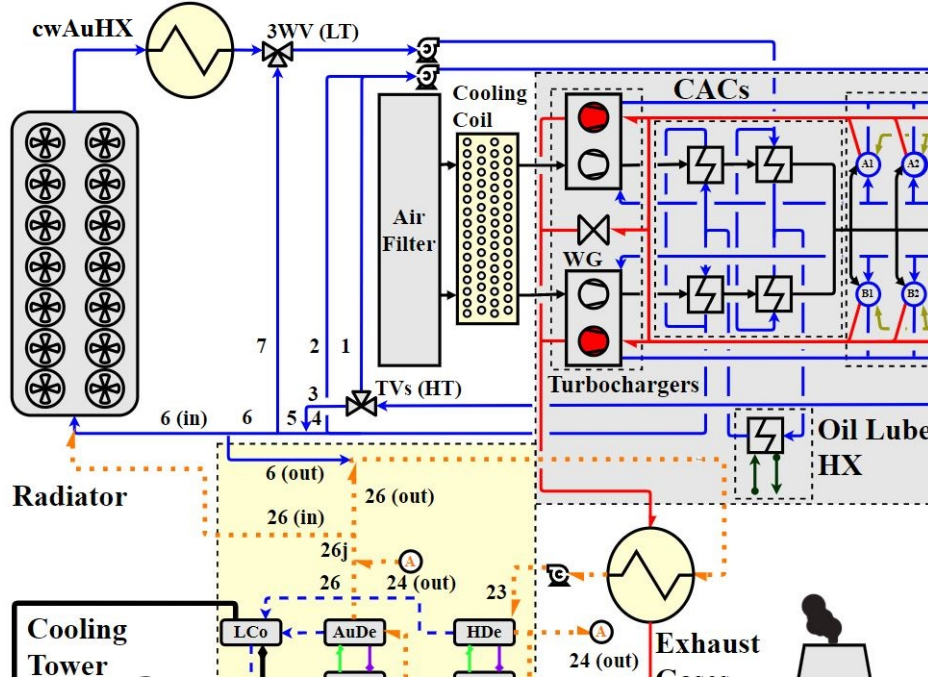 cwAuHX
3WV (LT)
Cooling
Coil
CACs
A1
A2
Air
Filter
WG
B1
B2
7
2
1
3
TVs (HT)
Turbochargers
6 (in)
6
5
4
Oil Lube
HX
6 (out)
Radiator
26 (out)
26 (in)
26j
A
26
24 (out)
23
Cooling
Tower
LCo
AuDe
HDe
A
24 (out)
Exhaust